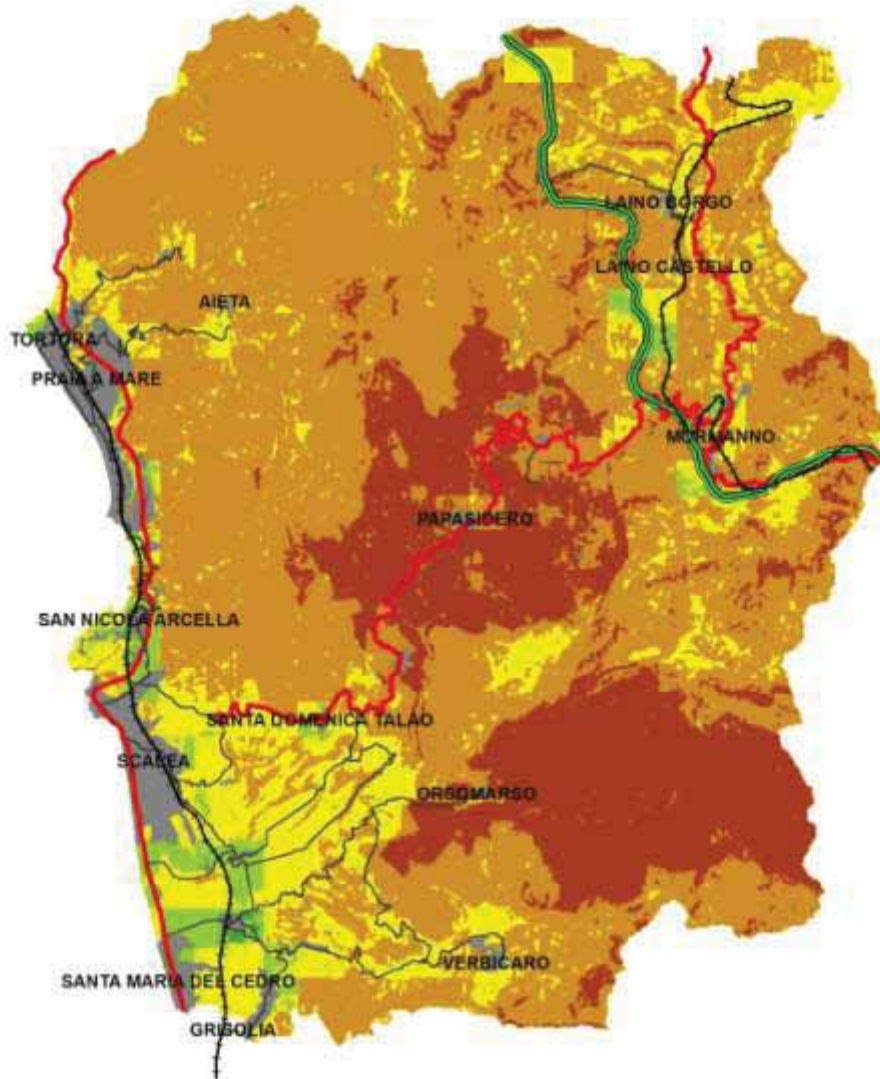 LAINO BORGO
LAINO CASTELLO
AIETA
TORTORA
PRAIA A MARE
MORMANNO
PAPASIDERO
SAN NICOLA ARCELLA
SANTA DOMENICA TALAO
SCALEA
ORSOMARSO
VERBICARO
SANTA MARIA DEL CEDRO
GRISOLIA